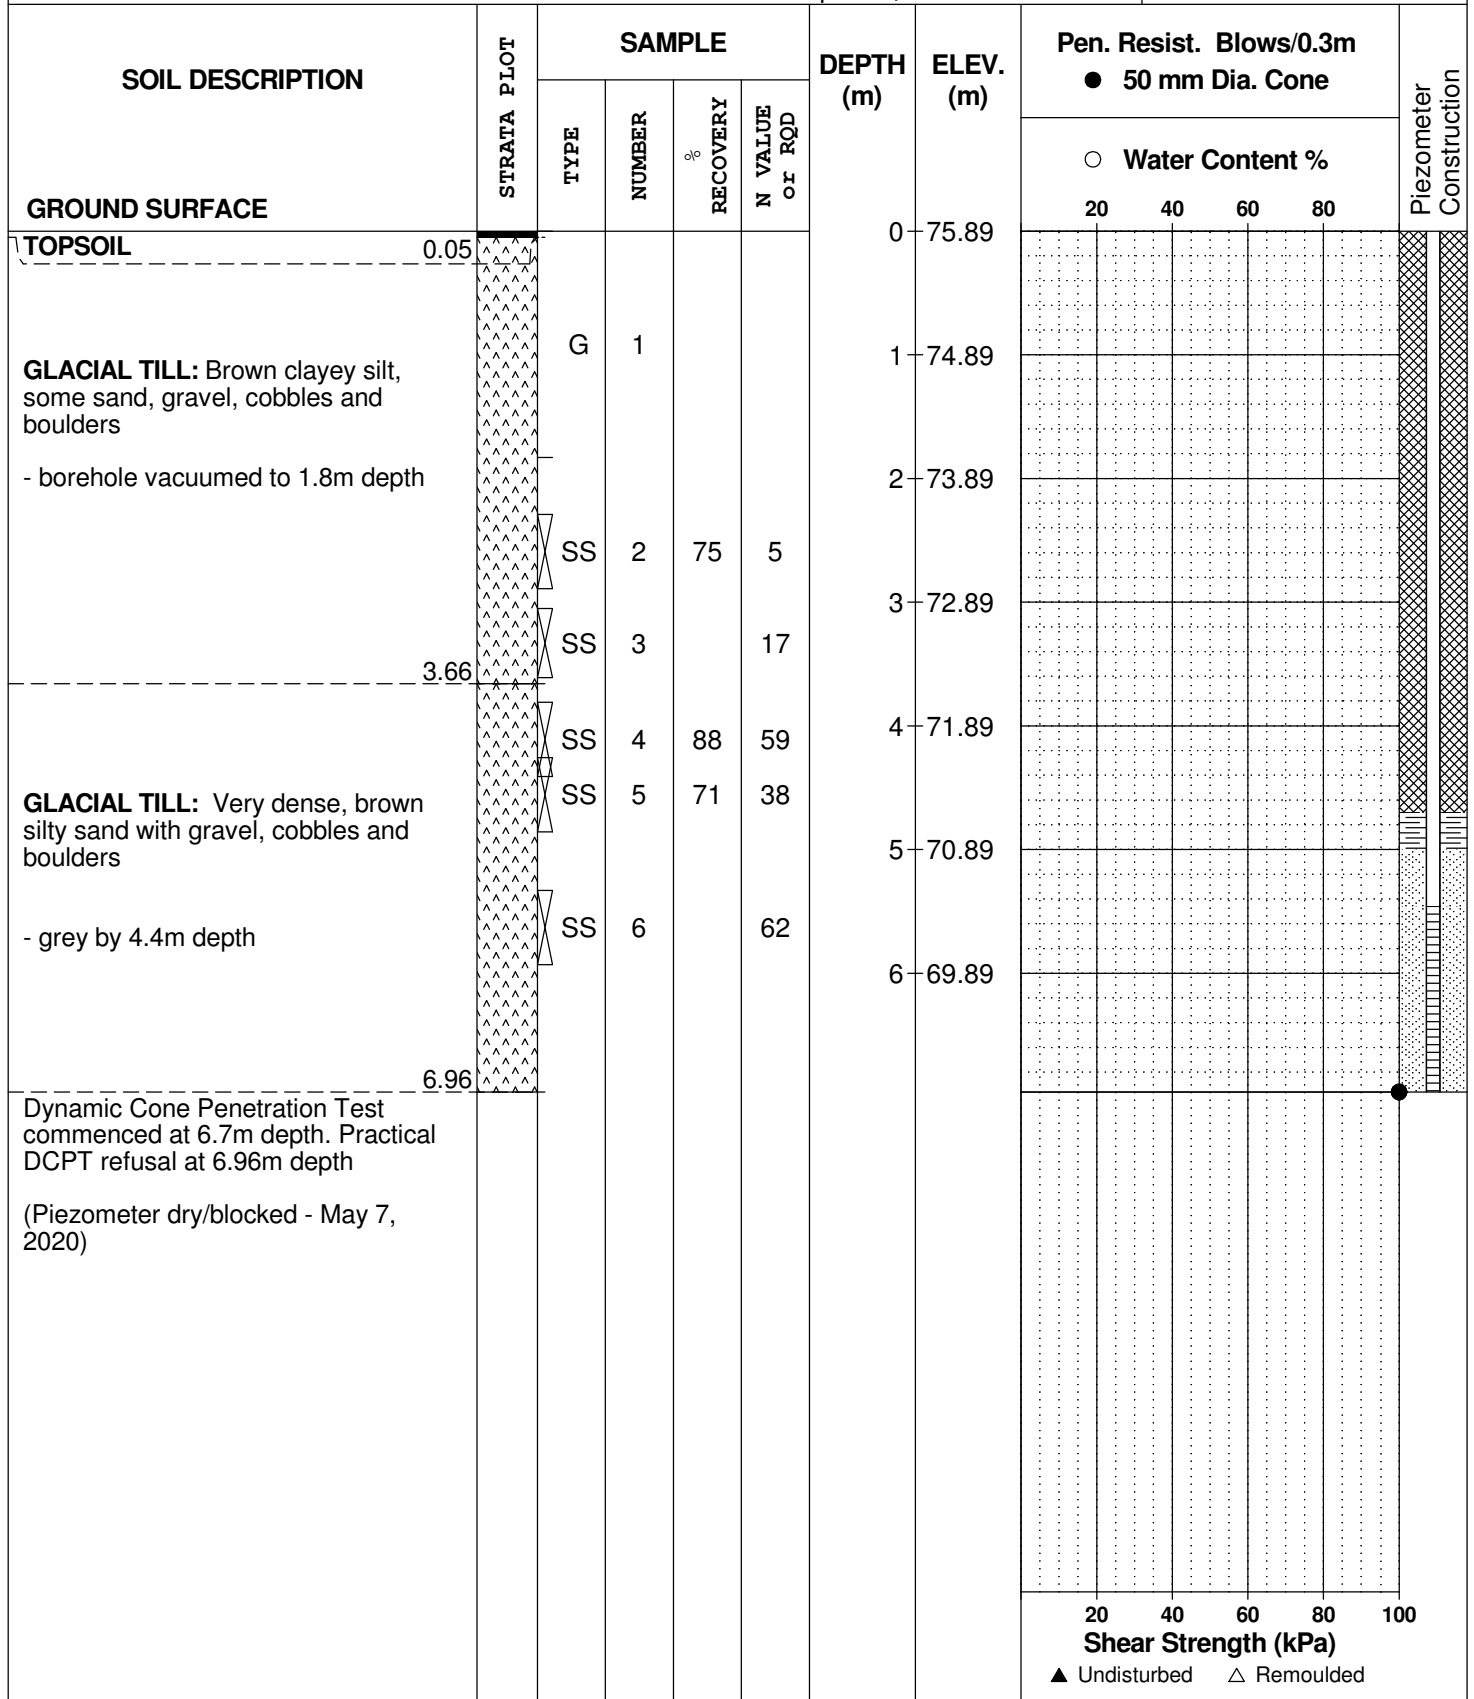 SOIL DESCRIPTION
GROUND SURFACE
STRATA PLOT
SAMPLE
TYPE
NUMBER
% RECOVERY
N VALUE or RQD
DEPTH (m)
ELEV. (m)
Pen. Resist. Blows/0.3m
● 50 mm Dia. Cone
○ Water Content %
20 40 60 80
Piezometer Construction
0 75.89
TOPSOIL 0.05
G 1
1 74.89
GLACIAL TILL: Brown clayey silt,
some sand, gravel, cobbles and
boulders
- borehole vacuumed to 1.8m depth
2 73.89
SS 2 75 5
3 72.89
SS 3 17
3.66
4 71.89
SS 4 88 59
SS 5 71 38
GLACIAL TILL: Very dense, brown
silty sand with gravel, cobbles and
boulders
5 70.89
- grey by 4.4m depth
SS 6 62
6 69.89
6.96
Dynamic Cone Penetration Test
commenced at 6.7m depth. Practical
DCPT refusal at 6.96m depth
(Piezometer dry/blocked - May 7,
2020)
20 40 60 80 100
Shear Strength (kPa)
▲ Undisturbed △ Remoulded